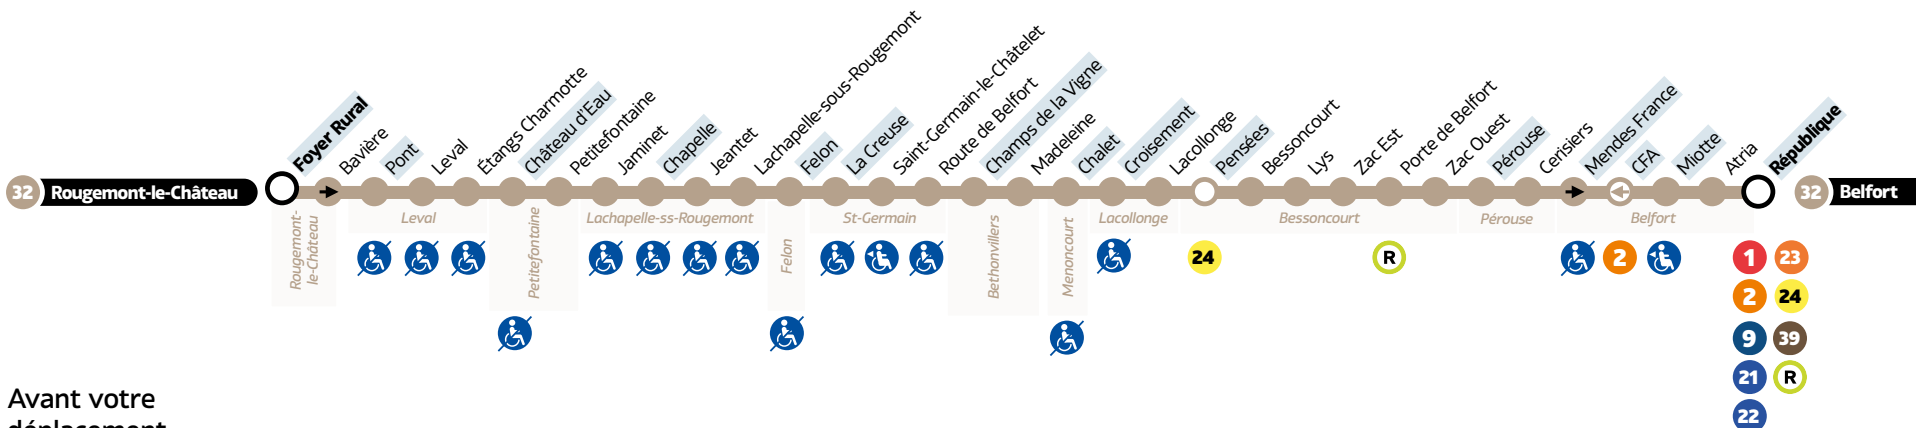 32 Rougemont-le-Château
Foyer Rural
Bavière
Pont
Leval
Étangs Charmotte
Château d'Eau
Petitefontaine
Jaminet
Chapelle
Jeantet
Lachapelle-sous-Rougemont
Felon
La Creuse
Saint-Germain-le-Châtelet
Route de Belfort
Champs de la Vigne
Madeleine
Chalet
Croisement
Lacollonge
Pensées
Bessoncourt
Lys
Zac Est
Porte de Belfort
Zac Ouest
Pérouse
Cerisiers
Mendes France
CFA
Miotte
Atria
République
32 Belfort
Rougemont-
le-Château
Leval
Petitefontaine
Lachapelle-ss-Rougemont
Felon
St-Germain
Bethonvillers
Menoncourt
Lacollonge
Bessoncourt
Pérouse
Belfort
24
R
2
1 23
2 24
9 39
21 R
22
Avant votre
déplacement